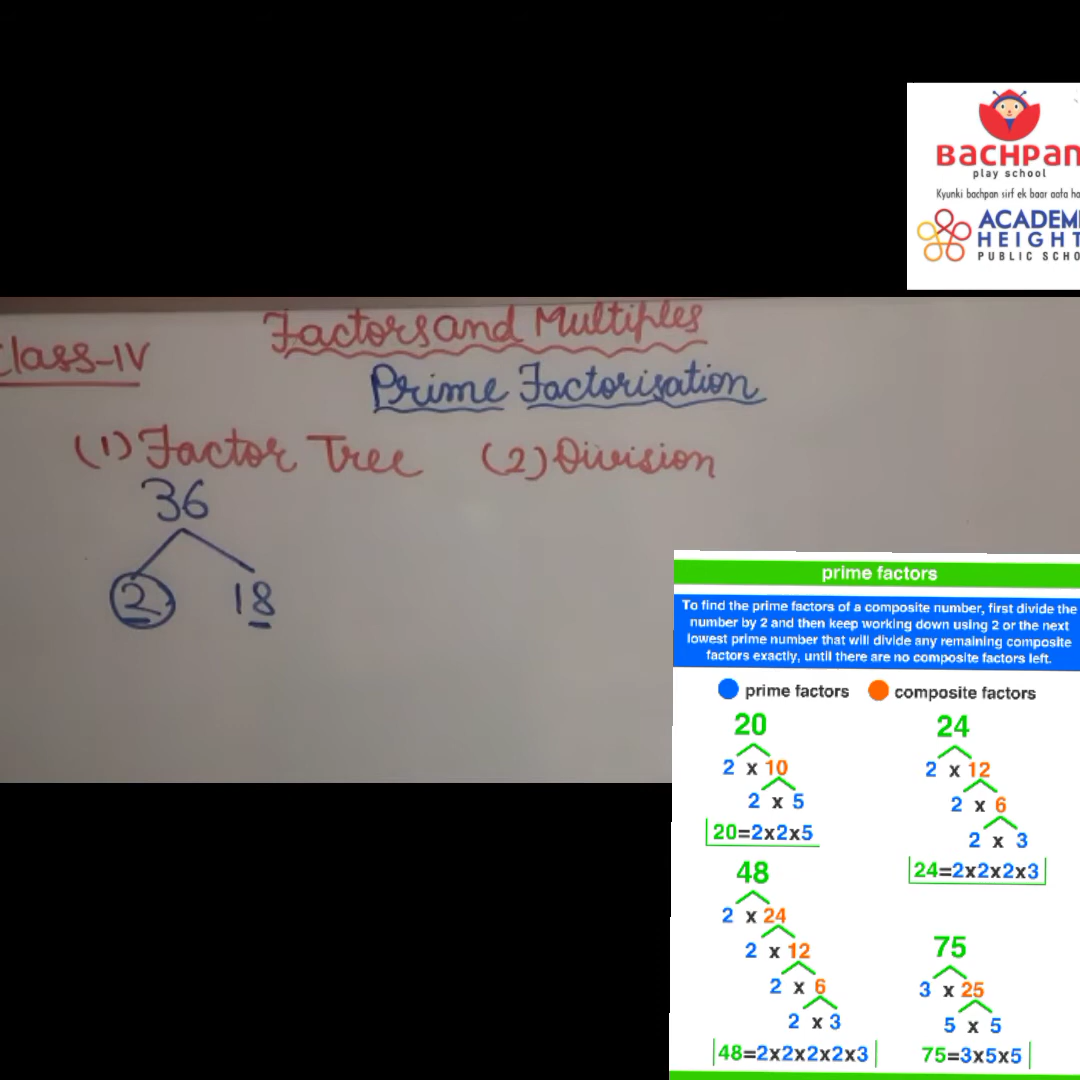 BACHPAN
play school
Kyunki bachpan sirf ek baar aata ha
ACADEMI
HEIGHT
PUBLIC SCHO
Class-IV
Factors and Multiples
Prime Factorisation
(1) Factor Tree (2) Division
36
2 18
prime factors
To find the prime factors of a composite number, first divide the
number by 2 and then keep working down using 2 or the next
lowest prime number that will divide any remaining composite
factors exactly, until there are no composite factors left.
prime factors composite factors
20
2 x 10
2 x 5
20=2x2x5
24
2 x 12
2 x 6
2 x 3
24=2x2x2x3
48
2 x 24
2 x 12
2 x 6
2 x 3
48=2x2x2x2x3
75
3 x 25
5 x 5
75=3x5x5